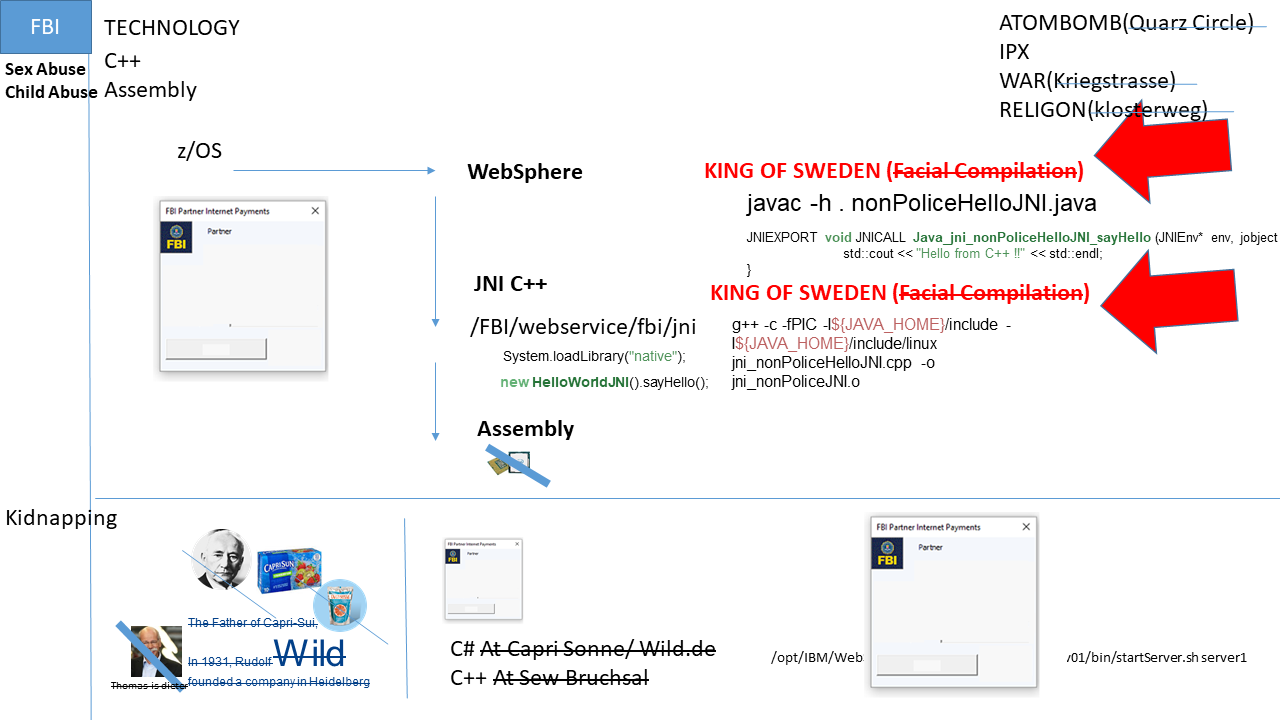 FBI
TECHNOLOGY
C++
Assembly
Sex Abuse
Child Abuse
ATOMBOMB(Quarz Circle)
IPX
WAR(Kriegstrasse)
RELIGON(klosterweg)
z/OS
WebSphere
KING OF SWEDEN (Facial Compilation)
javac -h . nonPoliceHelloJNI.java
JNIEXPORT void JNICALL Java_jni_nonPoliceHelloJNI_sayHello (JNIEnv* env, jobject
std::cout << "Hello from C++ !!" << std::endl;
}
FBI Partner Internet Payments
FBI
Partner
JNI C++
/FBI/webservice/fbi/jni
System.loadLibrary("native");
new HelloWorldJNI().sayHello();
KING OF SWEDEN (Facial Compilation)
g++ -c -fPIC -I${JAVA_HOME}/include -
I${JAVA_HOME}/include/linux
jni_nonPoliceHelloJNI.cpp -o
jni_nonPoliceJNI.o
Assembly
Kidnapping
CAPRISUN
The Father of Capri-Sui,
In 1931, Rudolf Wild
founded a company in Heidelberg
Thomas is dieter
FBI Partner Internet Payments
FBI
Partner
C# At Capri Sonne/ Wild.de
C++ At Sew Bruchsal
FBI Partner Internet Payments
FBI
Partner
/opt/IBM/Web
v01/bin/startServer.sh server1